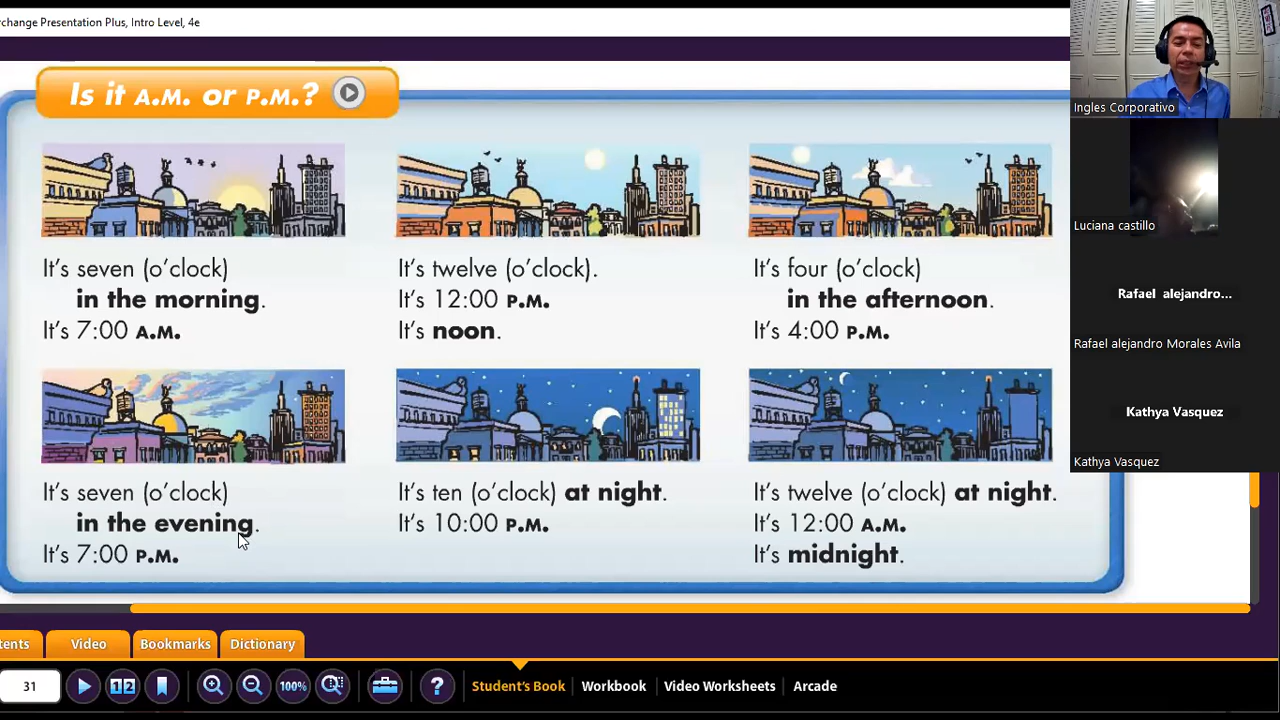 rchange Presentation Plus, Intro Level, 4e
Is it A.M. or P.M.?
It's seven (o'clock)
in the morning.
It's 7:00 A.M.
It's twelve (o'clock).
It's 12:00 P.M.
It's noon.
It's four (o'clock)
in the afternoon.
It's 4:00 P.M.
It's seven (o'clock)
in the evening.
It's 7:00 P.M.
It's ten (o'clock) at night.
It's 10:00 P.M.
It's twelve (o'clock) at night.
It's 12:00 A.M.
It's midnight.
Ingles Corporativo
Luciana castillo
Rafael alejandro...
Rafael alejandro Morales Avila
Kathya Vasquez
Kathya Vasquez
tents Video Bookmarks Dictionary
31 12 100% ? Student's Book Workbook Video Worksheets Arcade